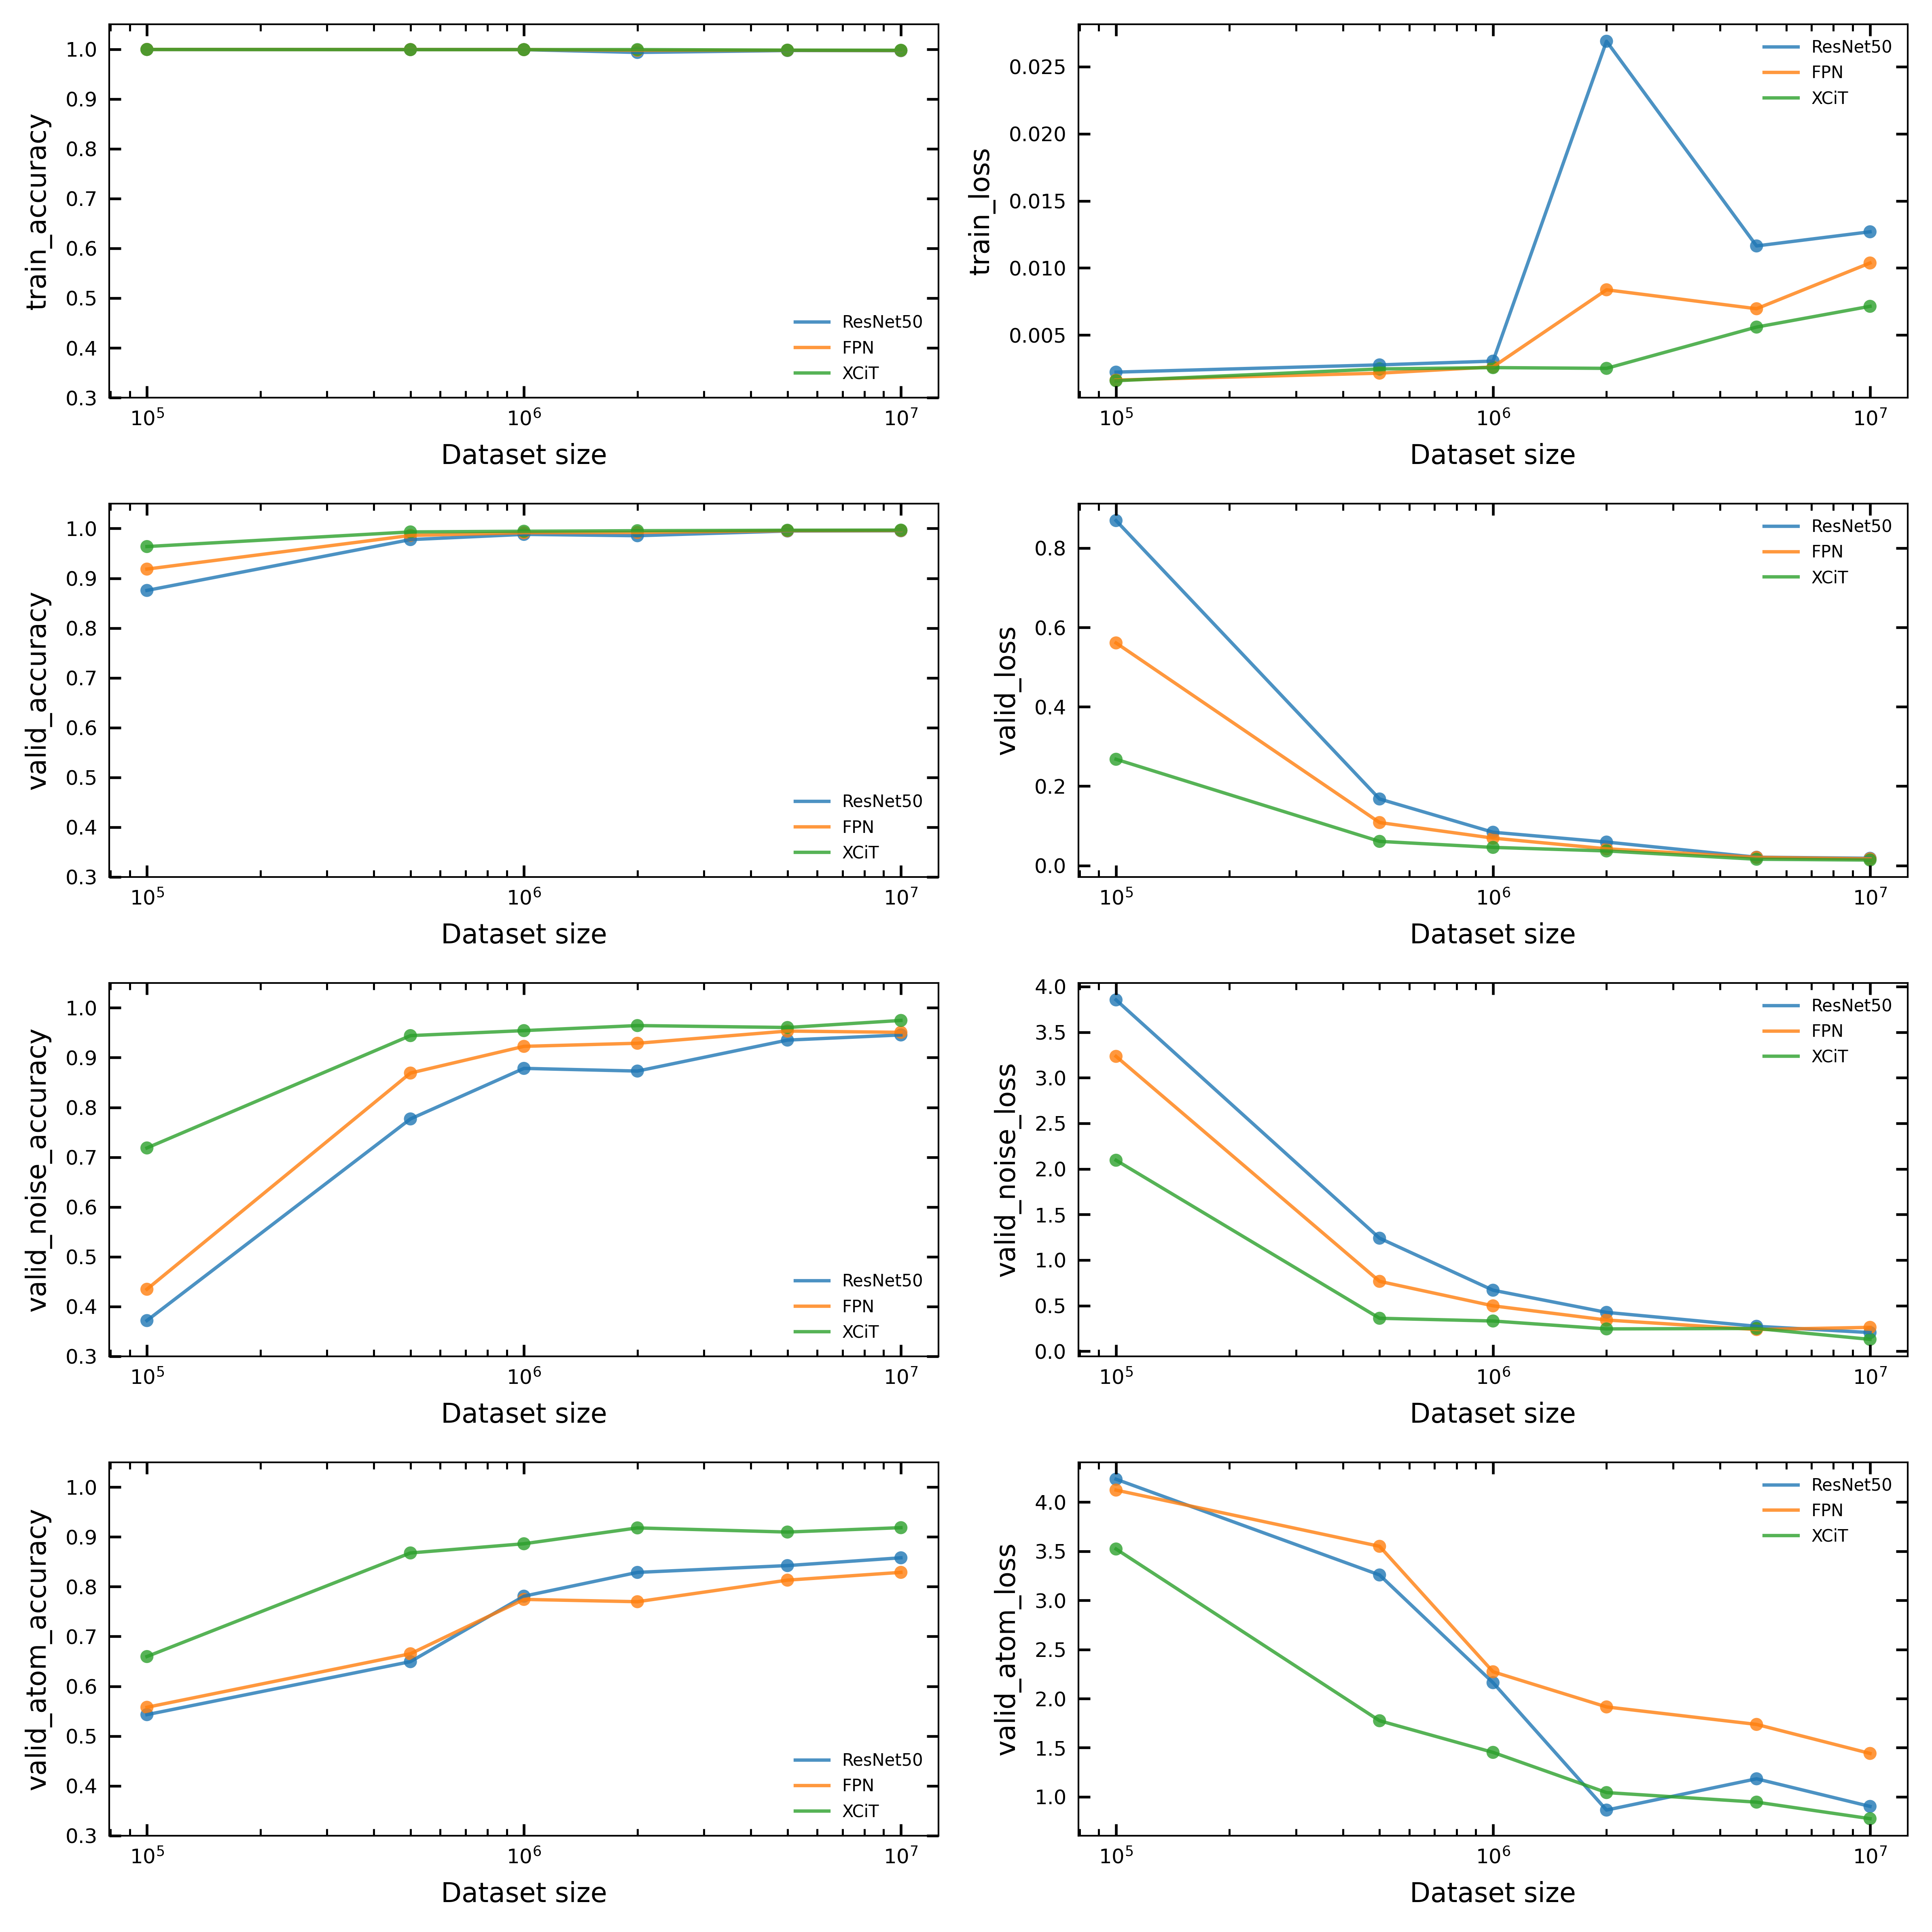 train_accuracy
1.0
0.9
0.8
0.7
0.6
0.5
0.4
0.3
10⁵
10⁶
10⁷
Dataset size
ResNet50
FPN
XCiT
train_loss
0.025
0.020
0.015
0.010
0.005
10⁵
10⁶
10⁷
Dataset size
ResNet50
FPN
XCiT
valid_accuracy
1.0
0.9
0.8
0.7
0.6
0.5
0.4
0.3
10⁵
10⁶
10⁷
Dataset size
ResNet50
FPN
XCiT
valid_loss
0.8
0.6
0.4
0.2
0.0
10⁵
10⁶
10⁷
Dataset size
ResNet50
FPN
XCiT
valid_noise_accuracy
1.0
0.9
0.8
0.7
0.6
0.5
0.4
0.3
10⁵
10⁶
10⁷
Dataset size
ResNet50
FPN
XCiT
valid_noise_loss
4.0
3.5
3.0
2.5
2.0
1.5
1.0
0.5
0.0
10⁵
10⁶
10⁷
Dataset size
ResNet50
FPN
XCiT
valid_atom_accuracy
1.0
0.9
0.8
0.7
0.6
0.5
0.4
0.3
10⁵
10⁶
10⁷
Dataset size
ResNet50
FPN
XCiT
valid_atom_loss
4.0
3.5
3.0
2.5
2.0
1.5
1.0
10⁵
10⁶
10⁷
Dataset size
ResNet50
FPN
XCiT